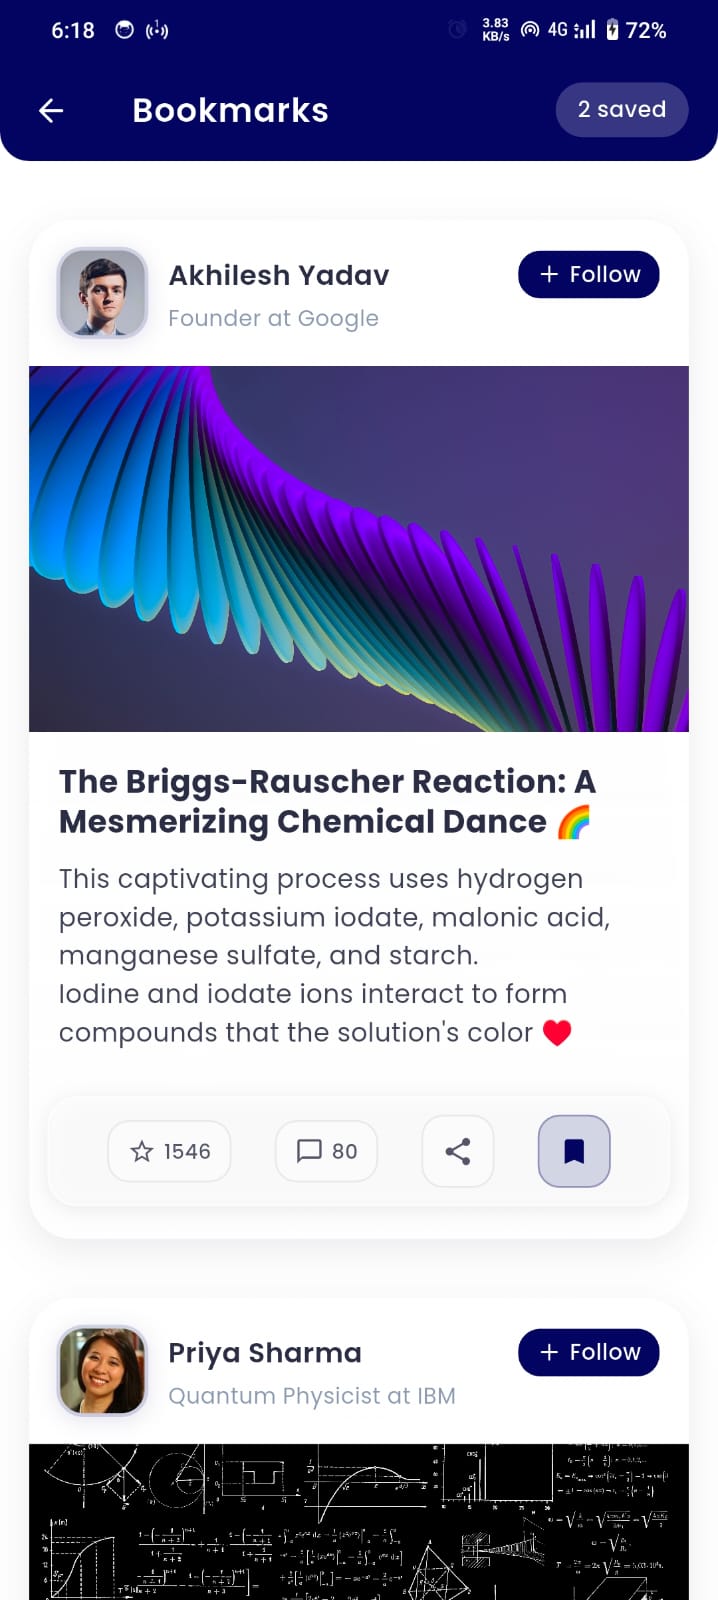 6:18
3.83
KB/s
4G
72%
Bookmarks
2 saved
Akhilesh Yadav
+ Follow
Founder at Google
The Briggs-Rauscher Reaction: A
Mesmerizing Chemical Dance 🌈
This captivating process uses hydrogen
peroxide, potassium iodate, malonic acid,
manganese sulfate, and starch.
Iodine and iodate ions interact to form
compounds that the solution's color ❤️
1546
80
Priya Sharma
+ Follow
Quantum Physicist at IBM